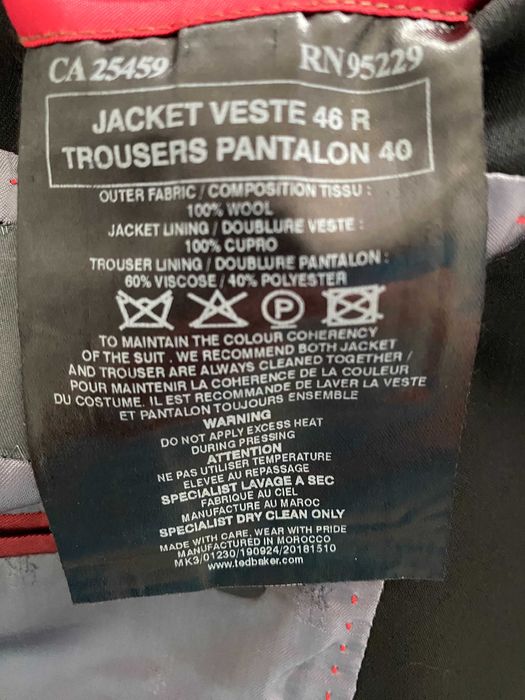 CA 25459 RN 95229
JACKET VESTE 46 R
TROUSERS PANTALON 40
OUTER FABRIC / COMPOSITION TISSU :
100% WOOL
JACKET LINING / DOUBLURE VESTE :
100% CUPRO
TROUSER LINING / DOUBLURE PANTALON :
60% VISCOSE / 40% POLYESTER
P
TO MAINTAIN THE COLOUR COHERENCY
OF THE SUIT . WE RECOMMEND BOTH JACKET
AND TROUSER ARE ALWAYS CLEANED TOGETHER /
POUR MAINTENIR LA COHERENCE DE LA COULEUR
DU COSTUME. IL EST RECOMMANDE DE LAVER LA VESTE
ET PANTALON TOUJOURS ENSEMBLE
WARNING
DO NOT APPLY EXCESS HEAT
DURING PRESSING
ATTENTION
NE PAS UTILISER TEMPERATURE
ELEVEE AU REPASSAGE
SPECIALIST LAVAGE A SEC
FABRIQUE AU CIEL
MANUFACTURE AU MAROC
SPECIALIST DRY CLEAN ONLY
MADE WITH CARE, WEAR WITH PRIDE
MANUFACTURED IN MOROCCO
MK3/01230/190924/20181510
www.tedbaker.com